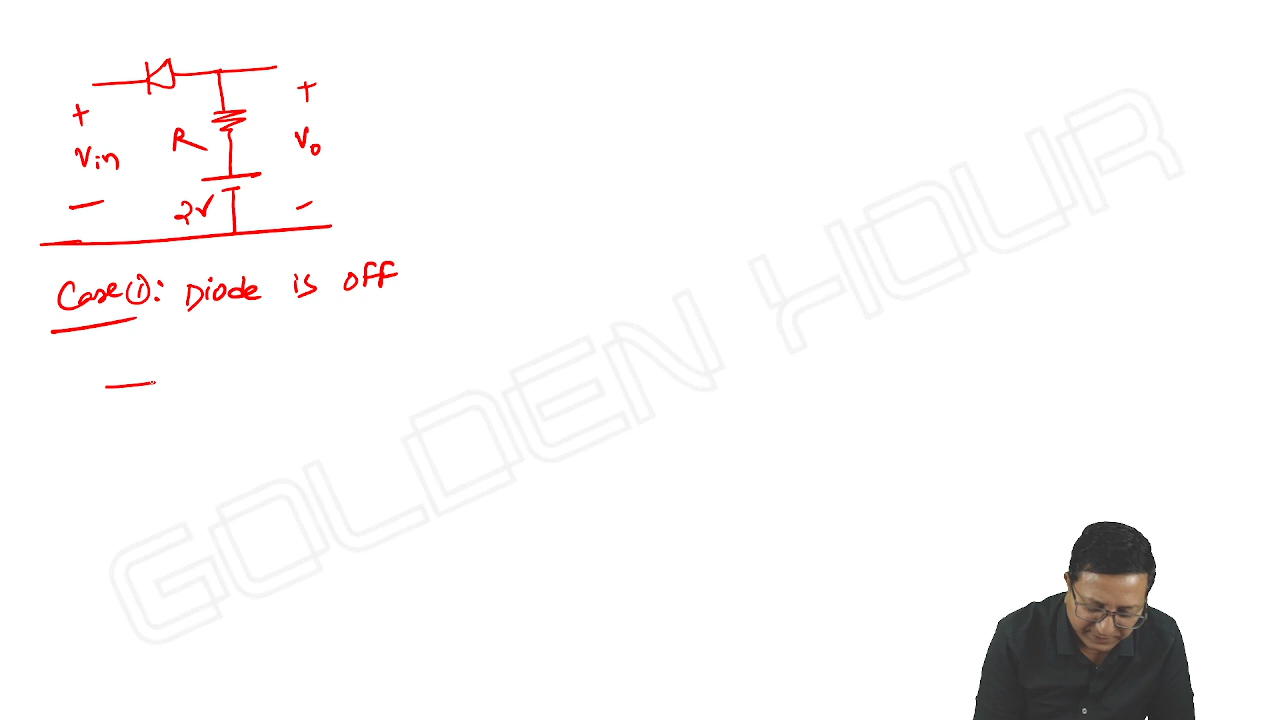 + +
Vin R Vo
- 2V -
Case(i): Diode is off
GOLDEN HOUR